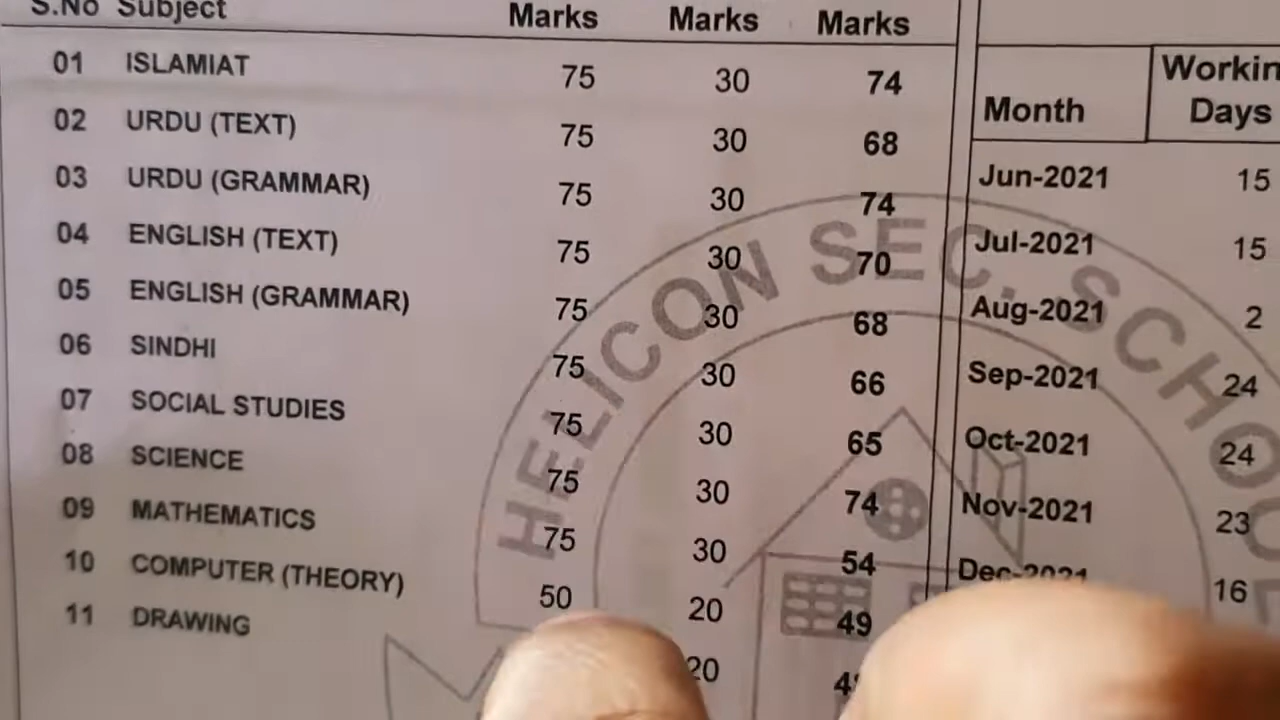 S.No Subject Marks Marks Marks
01 ISLAMIAT 75 30 74
02 URDU (TEXT) 75 30 68
03 URDU (GRAMMAR) 75 30 74
04 ENGLISH (TEXT) 75 30 70
05 ENGLISH (GRAMMAR) 75 30 68
06 SINDHI 75 30 66
07 SOCIAL STUDIES 75 30 65
08 SCIENCE 75 30 74
09 MATHEMATICS 75 30 54
10 COMPUTER (THEORY) 50 20 49
11 DRAWING 20
Month Workin Days
Jun-2021 15
Jul-2021 15
Aug-2021 2
Sep-2021 24
Oct-2021 24
Nov-2021 23
Dec-2021 16
HELICON SEC. SCHOO